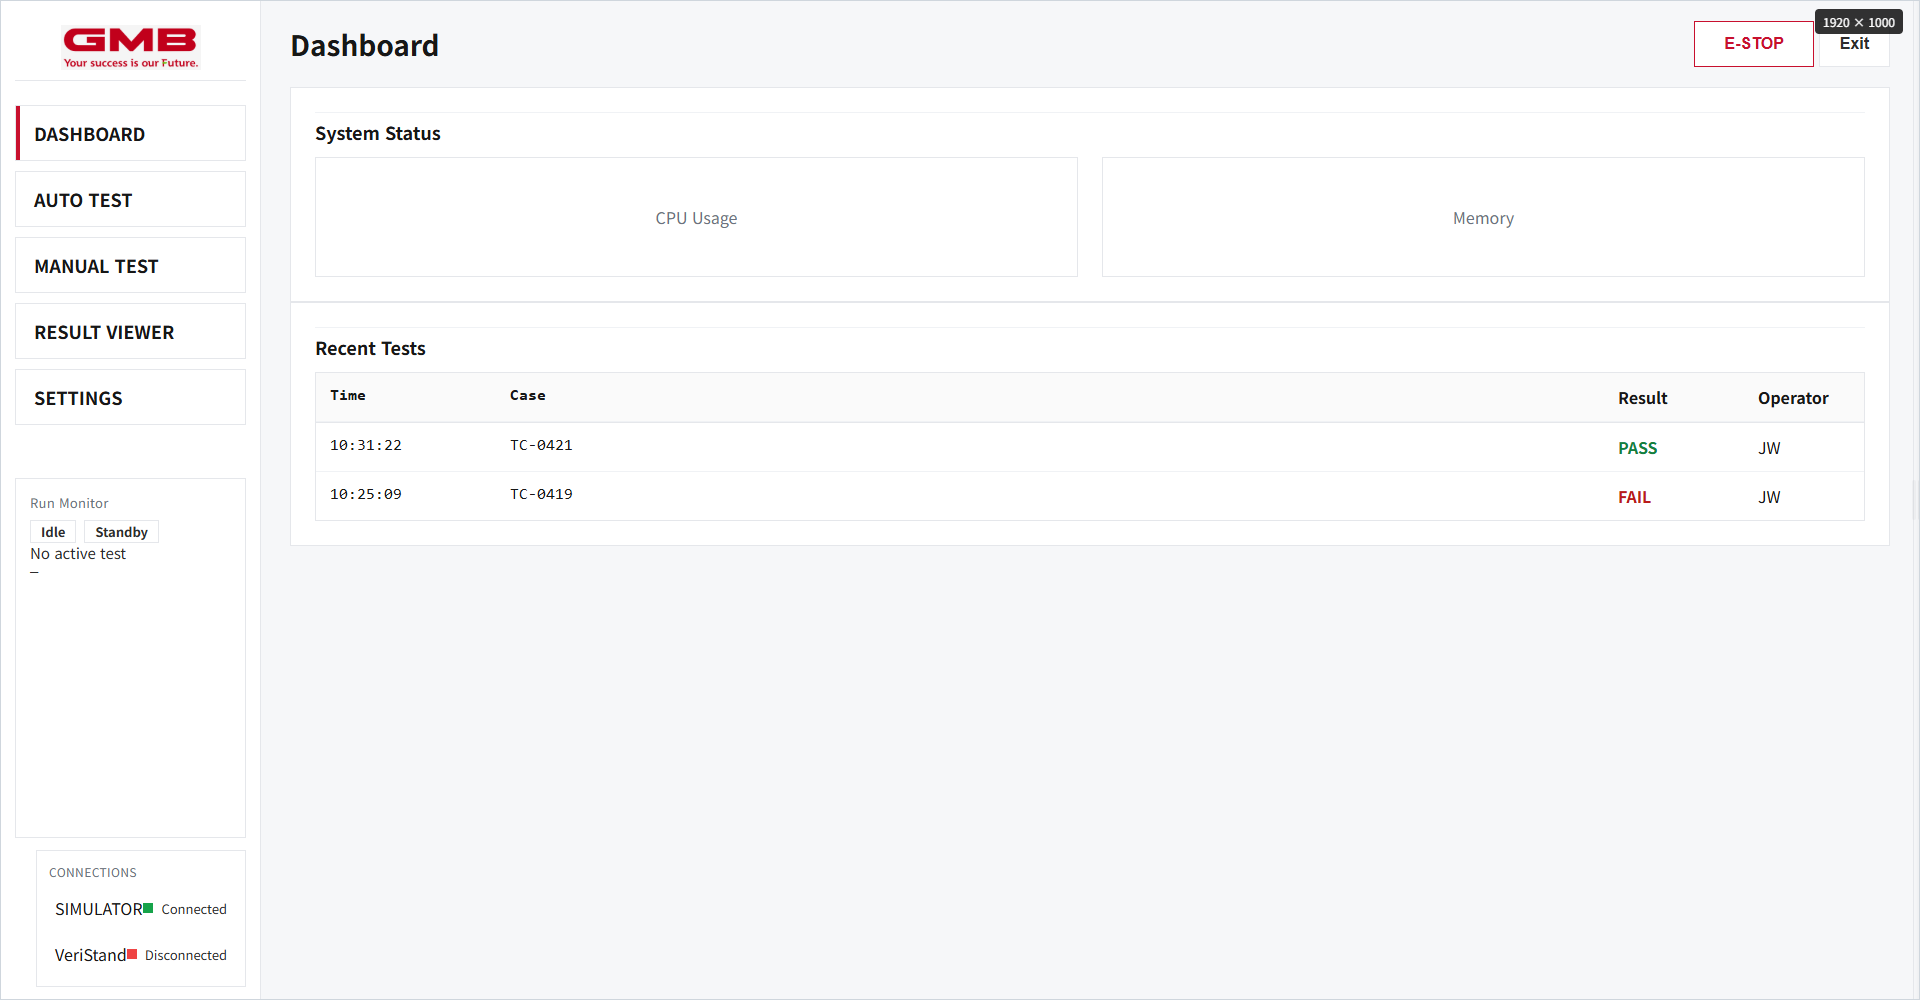 GMB
Your success is our Future.
DASHBOARD
AUTO TEST
MANUAL TEST
RESULT VIEWER
SETTINGS
Run Monitor
Idle Standby
No active test
–
CONNECTIONS
SIMULATOR Connected
VeriStand Disconnected
Dashboard
E-STOP
1920 × 1000
Exit
System Status
CPU Usage Memory
Recent Tests
Time Case Result Operator
10:31:22 TC-0421 PASS JW
10:25:09 TC-0419 FAIL JW